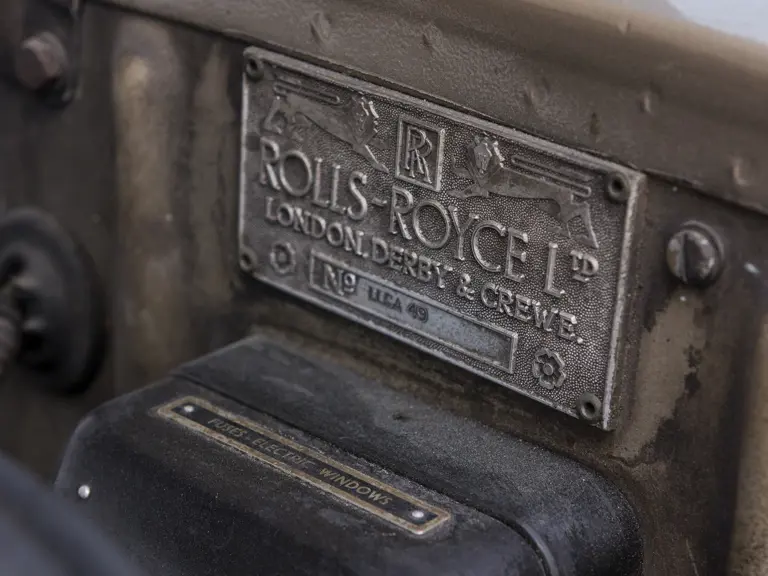 RR
ROLLS-ROYCE LTD
LONDON, DERBY & CREWE.
Nº LLCA 49
FUSES-ELECTRIC WINDOWS